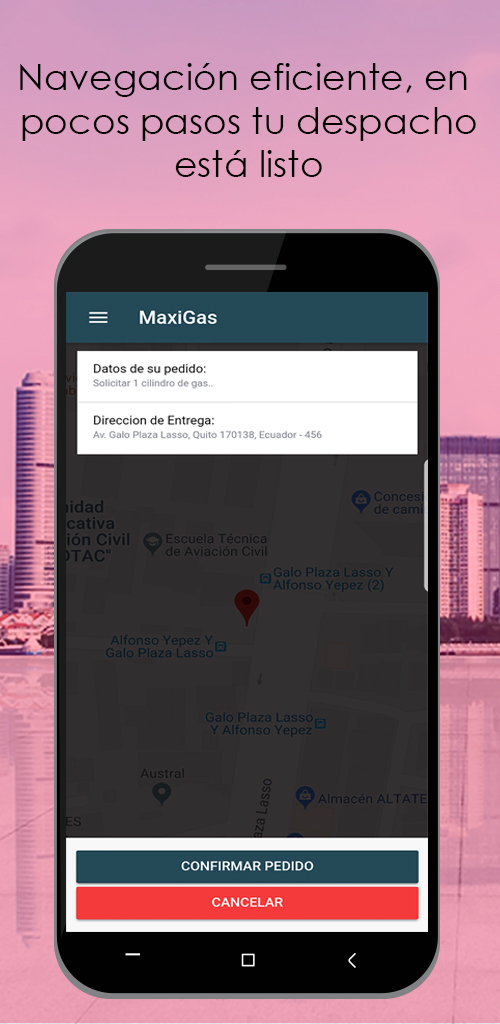 Navegación eficiente, en
pocos pasos tu despacho
está listo
MaxiGas
Datos de su pedido:
Solicitar 1 cilindro de gas..
Direccion de Entrega:
Av. Galo Plaza Lasso, Quito 170138, Ecuador - 456
Concesi
de cami
nidad
cativa
ión Civil
OTAC"
Escuela Técnica
de Aviación Civil
Galo Plaza Lasso Y
Alfonso Yepez (2)
Alfonso Yepez Y
Galo Plaza Lasso
Galo Plaza Lasso
Y Alfonso Yepez
Austral
Almacén ALTATE
aza Lasso
ES
CONFIRMAR PEDIDO
CANCELAR